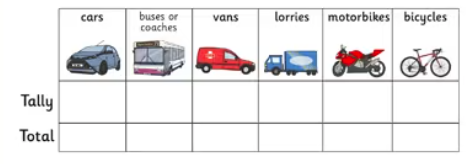 cars buses or coaches vans lorries motorbikes bicycles
Tally
Total